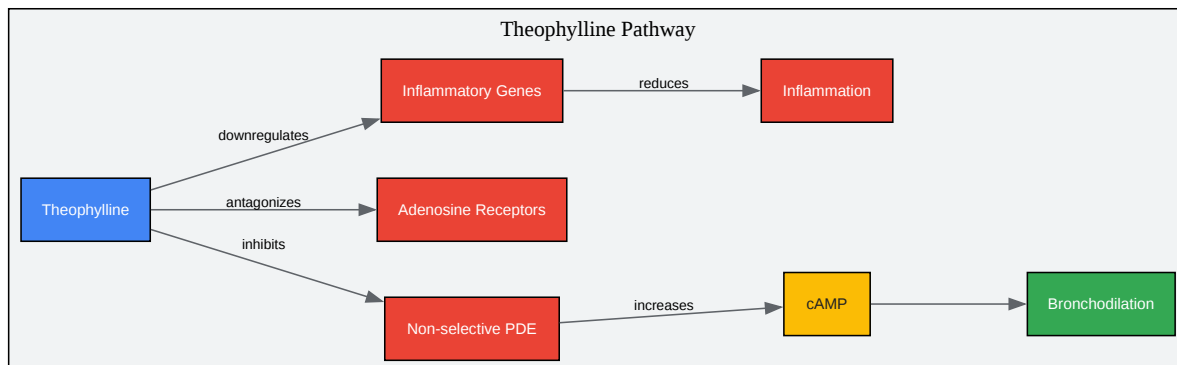 Theophylline Pathway
Inflammatory Genes
reduces
Inflammation
downregulates
Theophylline
antagonizes
Adenosine Receptors
inhibits
Non-selective PDE
increases
cAMP
Bronchodilation